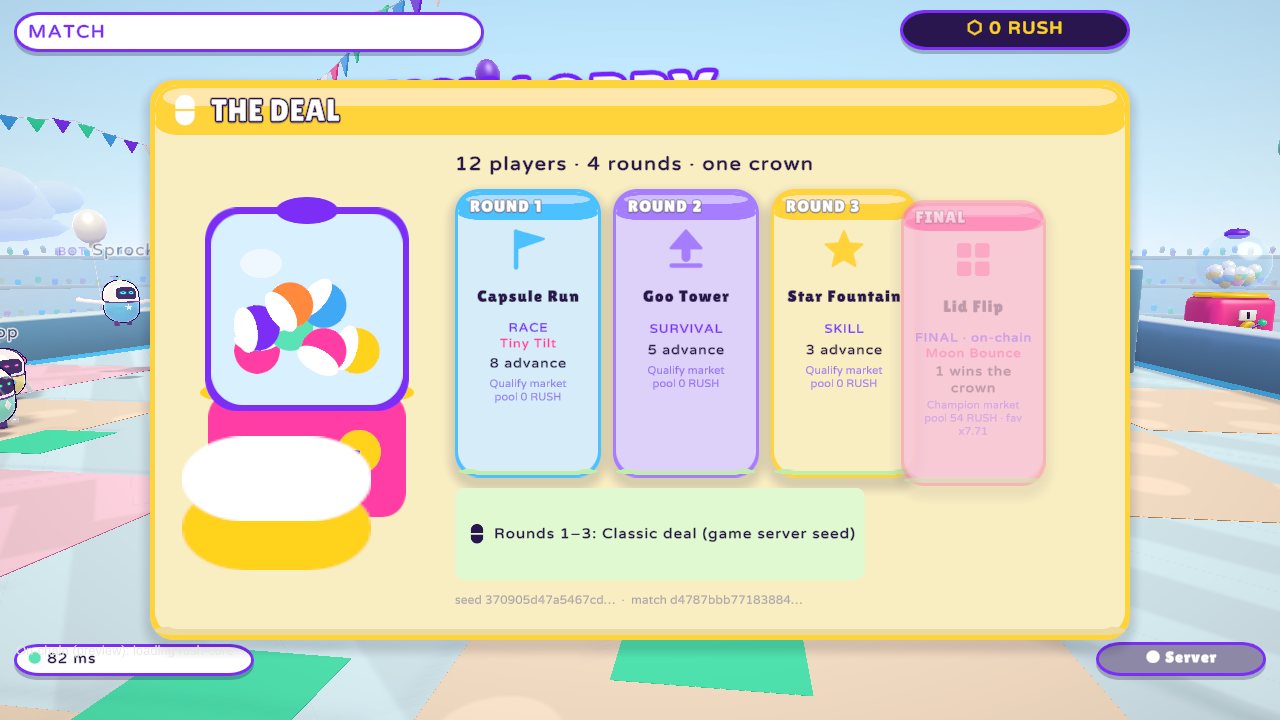 MATCH
0 RUSH
LOBBY
THE DEAL
12 players · 4 rounds · one crown
ROUND 1
Capsule Run
RACE
Tiny Tilt
8 advance
Qualify market
pool 0 RUSH
ROUND 2
Goo Tower
SURVIVAL
5 advance
Qualify market
pool 0 RUSH
ROUND 3
Star Fountain
SKILL
3 advance
Qualify market
pool 0 RUSH
FINAL
Lid Flip
FINAL · on-chain
Moon Bounce
1 wins the
crown
Champion market
pool 54 RUSH · fav
x7.71
BOT Sprock
Rounds 1–3: Classic deal (game server seed)
seed 370905d47a5467cd... · match d4787bbb77183884...
82 ms
Server